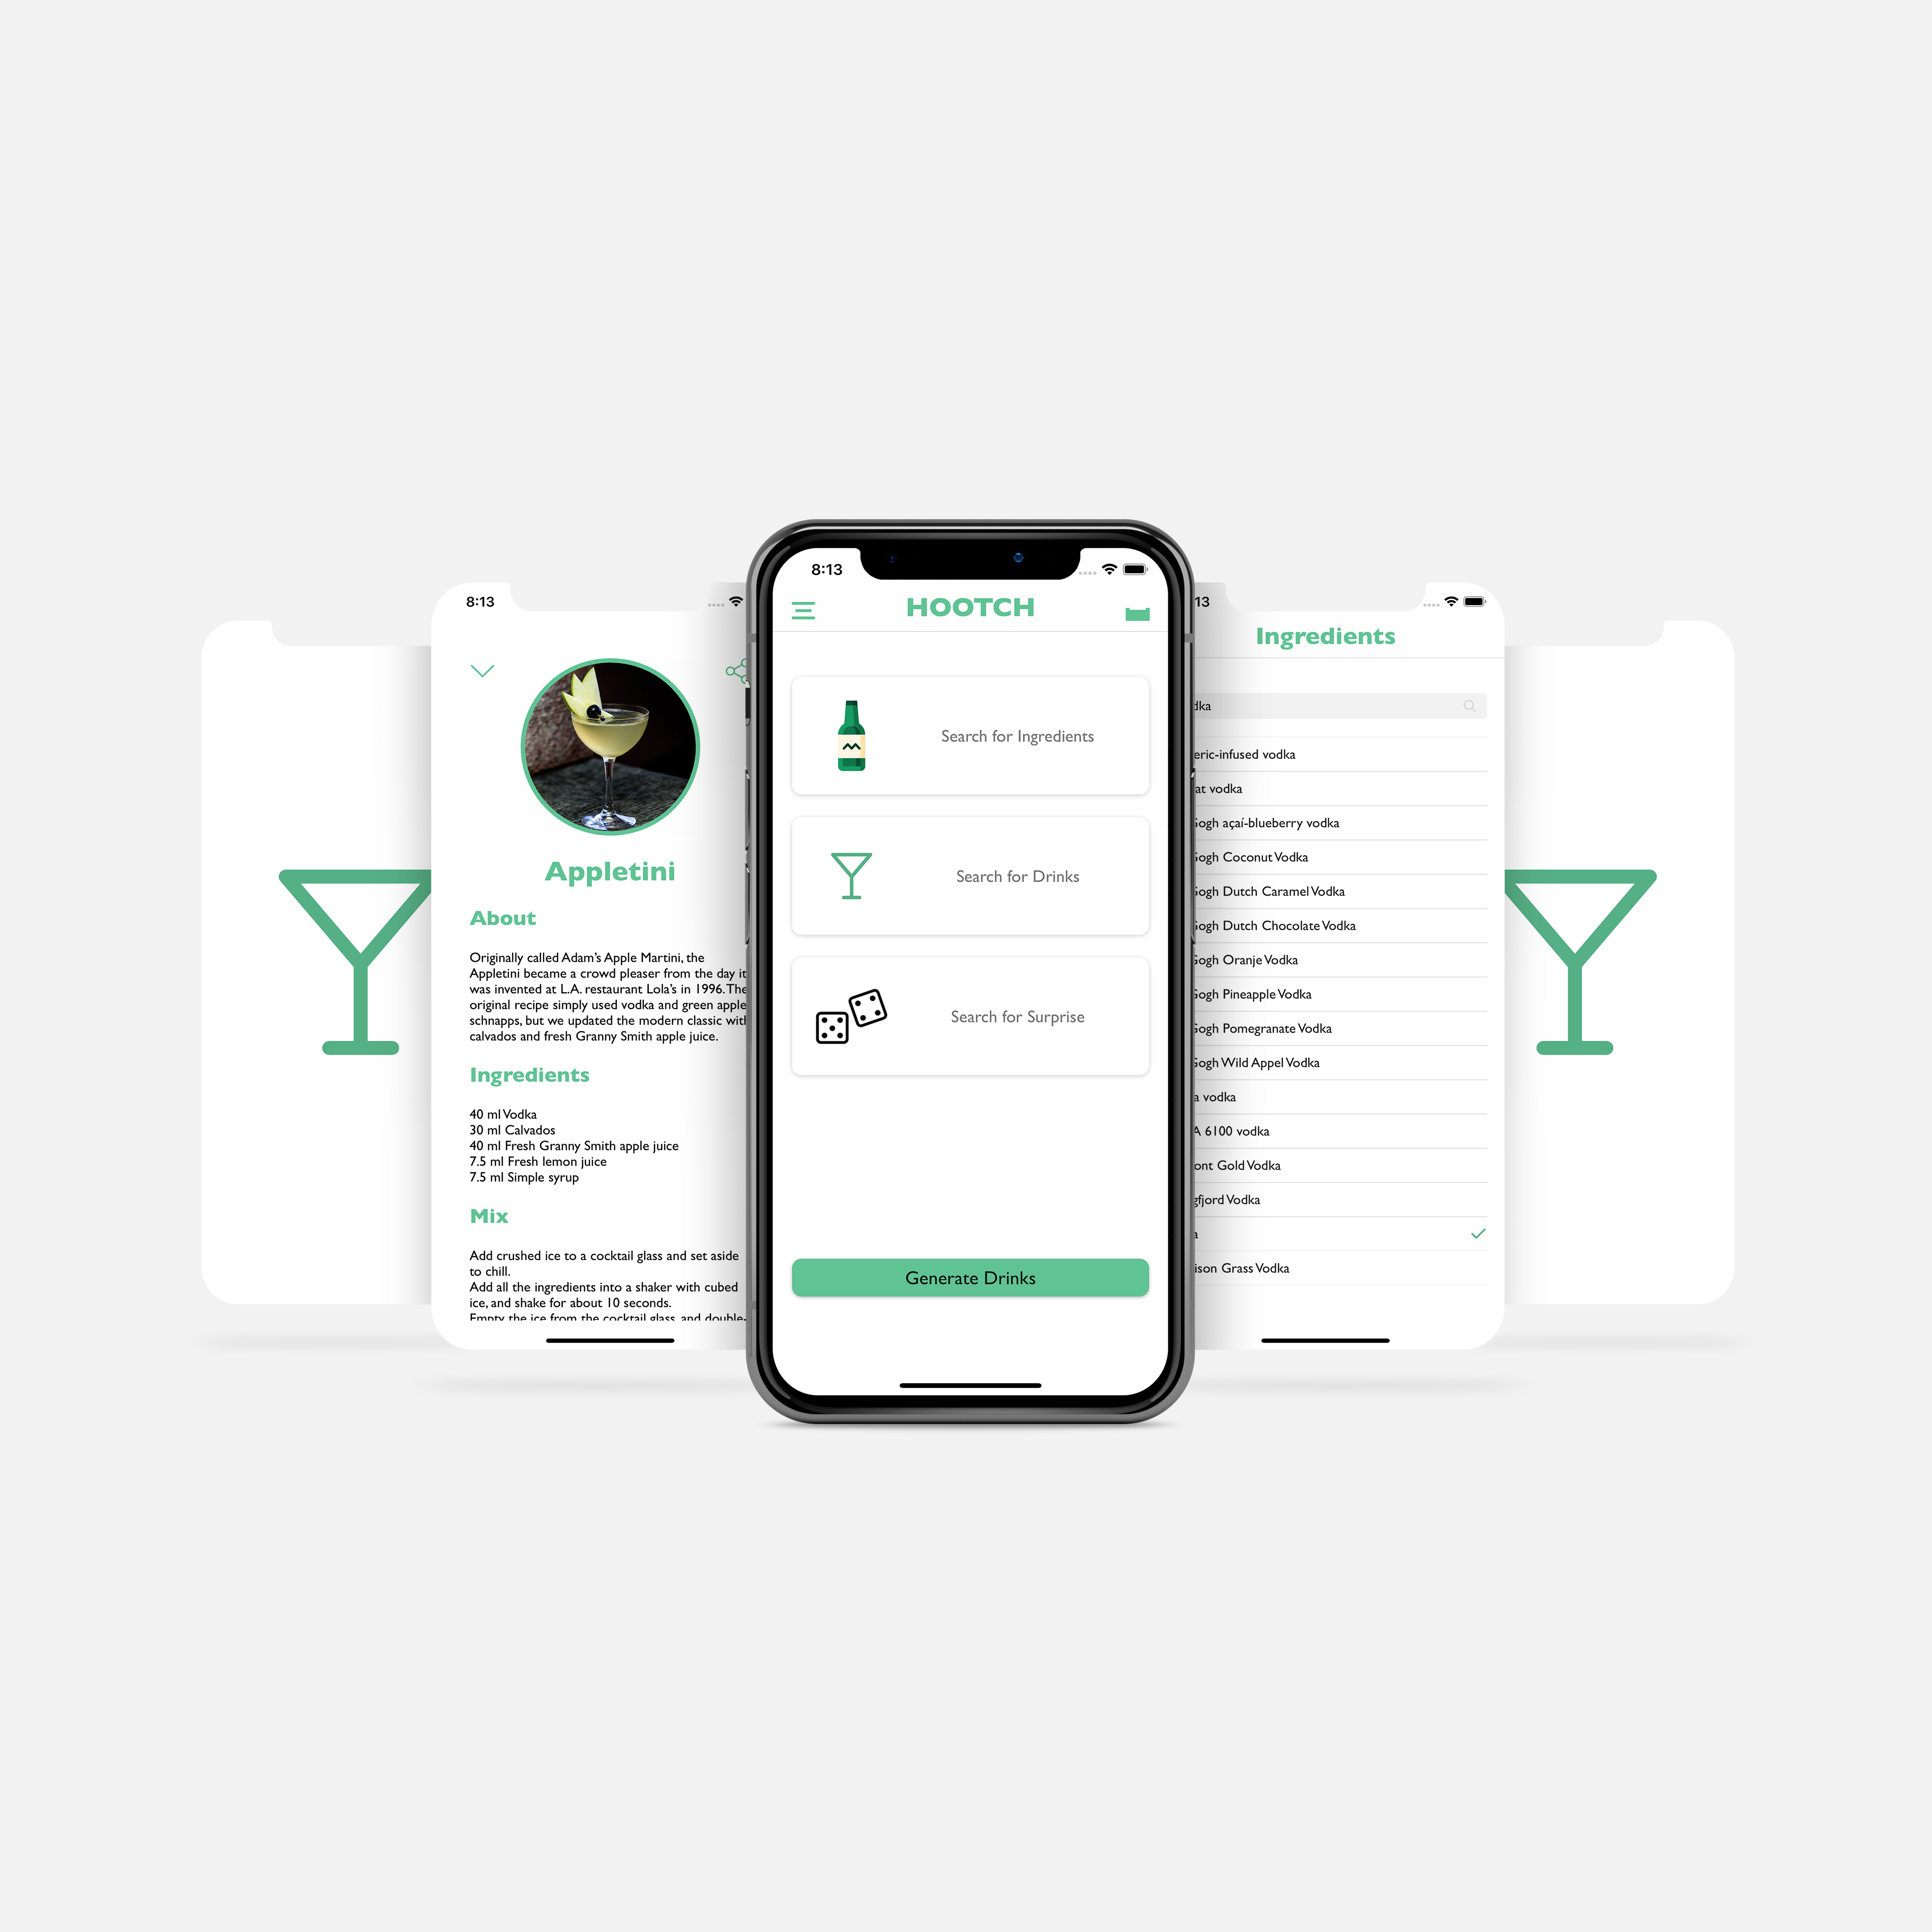 8:13
Appletini
About
Originally called Adam's Apple Martini, the
Appletini became a crowd pleaser from the day it
was invented at L.A. restaurant Lola's in 1996. The
original recipe simply used vodka and green apple
schnapps, but we updated the modern classic with
calvados and fresh Granny Smith apple juice.
Ingredients
40 ml Vodka
30 ml Calvados
40 ml Fresh Granny Smith apple juice
7.5 ml Fresh lemon juice
7.5 ml Simple syrup
Mix
Add crushed ice to a cocktail glass and set aside
to chill.
Add all the ingredients into a shaker with cubed
ice, and shake for about 10 seconds.
Empty the ice from the cocktail glass, and double-
8:13
HOOTCH
Search for Ingredients
Search for Drinks
Search for Surprise
Generate Drinks
13
Ingredients
dka
eric-infused vodka
at vodka
Gogh açaí-blueberry vodka
Gogh Coconut Vodka
Gogh Dutch Caramel Vodka
Gogh Dutch Chocolate Vodka
Gogh Oranje Vodka
Gogh Pineapple Vodka
Gogh Pomegranate Vodka
Gogh Wild Appel Vodka
a vodka
A 6100 vodka
ont Gold Vodka
gfjord Vodka
a
ison Grass Vodka